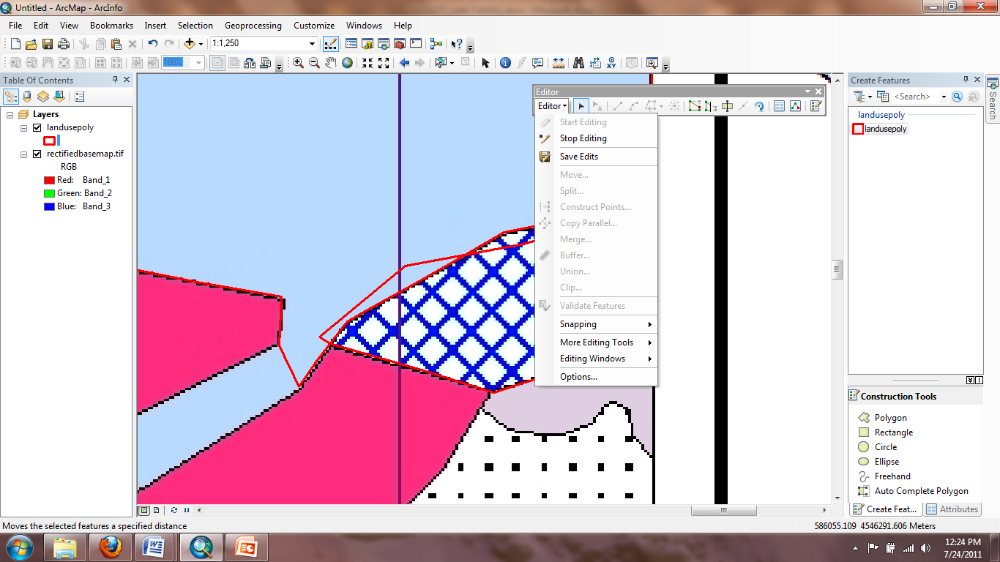 Untitled - ArcMap - ArcInfo
File Edit View Bookmarks Insert Selection Geoprocessing Customize Windows Help
1:1,250
100%
Table Of Contents
Layers
landusepoly
rectifiedbasemap.tif
RGB
Red: Band_1
Green: Band_2
Blue: Band_3
Editor
Editor
Start Editing
Stop Editing
Save Edits
Move...
Split...
Construct Points...
Copy Parallel...
Merge...
Buffer...
Union...
Clip...
Validate Features
Snapping
More Editing Tools
Editing Windows
Options...
Create Features
<Search>
landusepoly
landusepoly
Search
Construction Tools
Polygon
Rectangle
Circle
Ellipse
Freehand
Auto Complete Polygon
Create Feat... Attributes
Moves the selected features a specified distance
586055.109 4546291.606 Meters
12:24 PM
7/24/2011